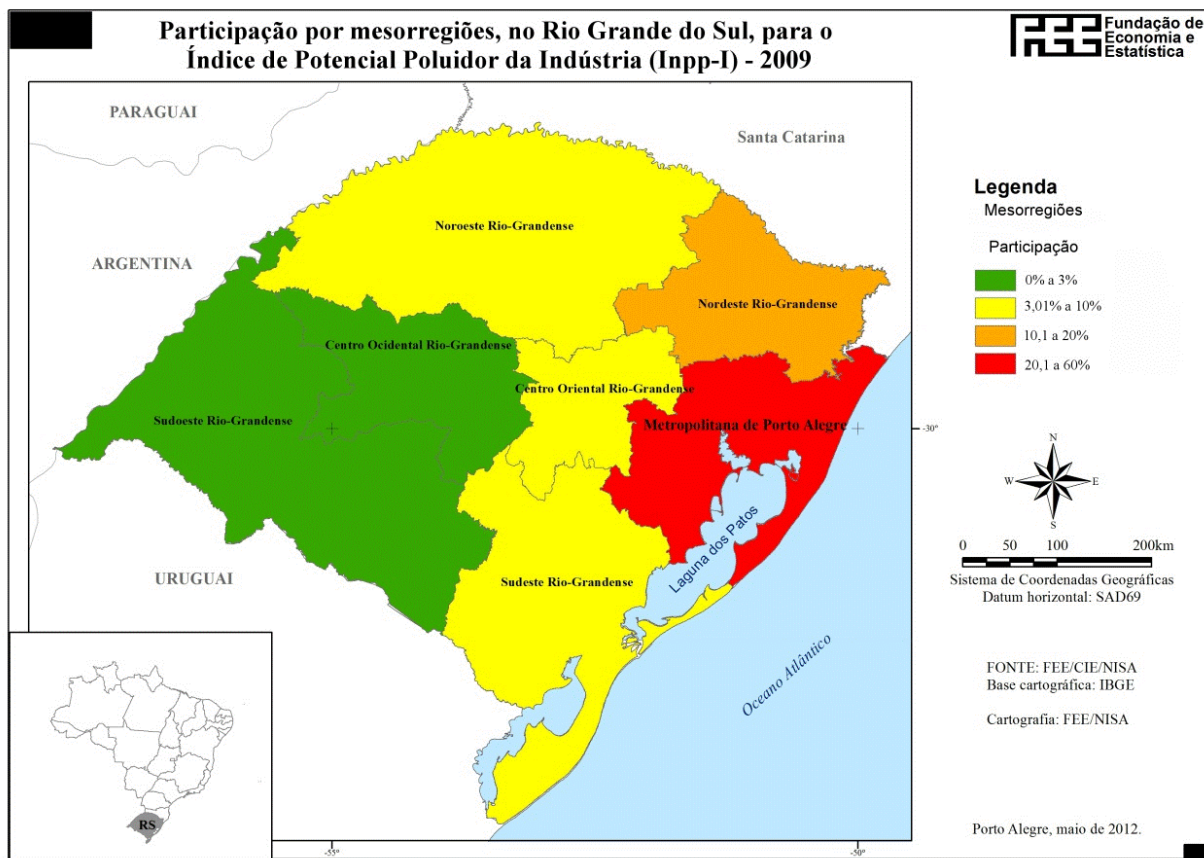 Participação por mesorregiões, no Rio Grande do Sul, para o
Índice de Potencial Poluidor da Indústria (Inpp-I) - 2009
FEE Fundação de
Economia e
Estatística
PARAGUAI
Santa Catarina
ARGENTINA
URUGUAI
Noroeste Rio-Grandense
Nordeste Rio-Grandense
Centro Ocidental Rio-Grandense
Centro Oriental Rio-Grandense
Sudoeste Rio-Grandense
Metropolitana de Porto Alegre
Sudeste Rio-Grandense
Laguna dos Patos
Oceano Atlântico
-30°
-55°
-50°
RS
Legenda
Mesorregiões
Participação
0% a 3%
3,01% a 10%
10,1 a 20%
20,1 a 60%
N
W
E
S
0 50 100 200km
Sistema de Coordenadas Geográficas
Datum horizontal: SAD69
FONTE: FEE/CIE/NISA
Base cartográfica: IBGE
Cartografia: FEE/NISA
Porto Alegre, maio de 2012.